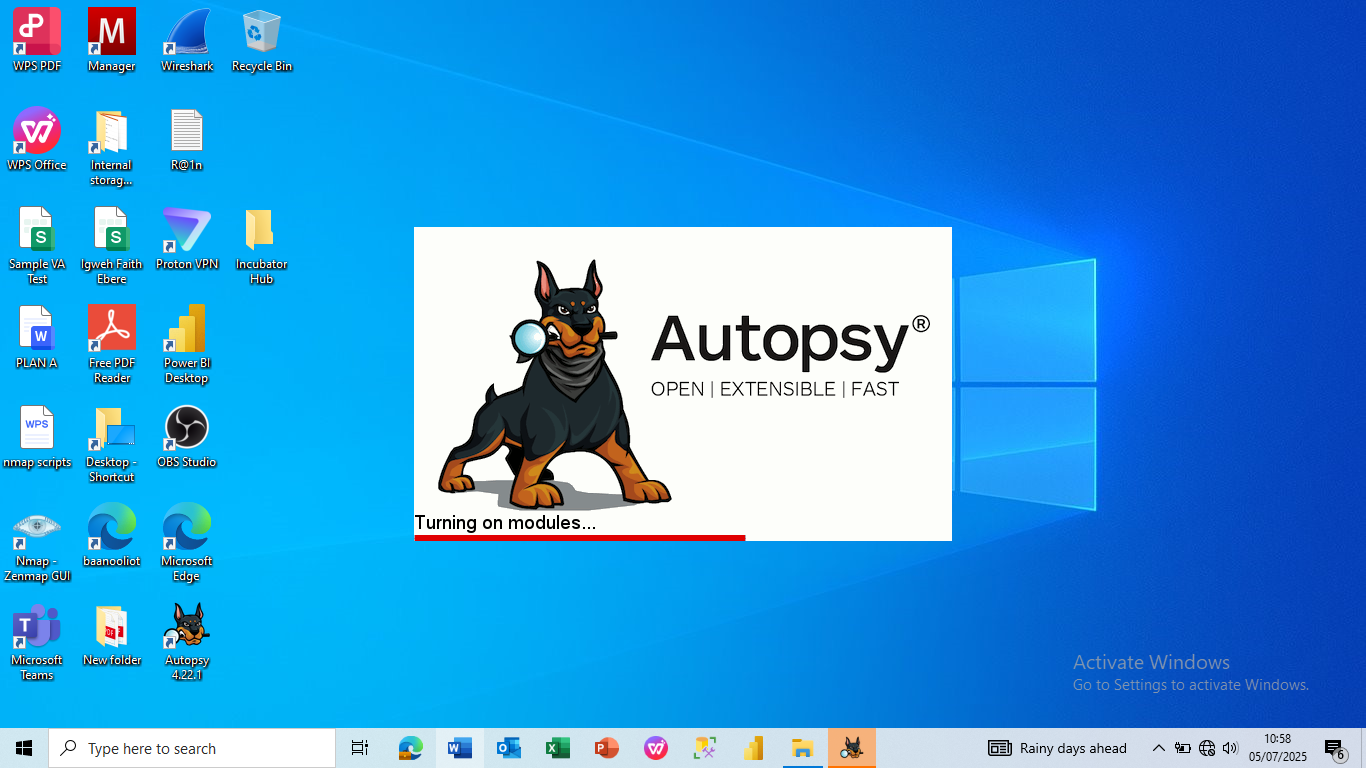 WPS PDF
Manager
Wireshark
Recycle Bin
WPS Office
Internal
storag...
R@1n
Sample VA
Test
Igweh Faith
Ebere
Proton VPN
Incubator
Hub
PLAN A
Free PDF
Reader
Power BI
Desktop
nmap scripts
Desktop -
Shortcut
OBS Studio
Nmap -
Zenmap GUI
baanooliot
Microsoft
Edge
Microsoft
Teams
New folder
Autopsy
4.22.1
M
S
S
W
WPS
T
PDF
Autopsy®
OPEN | EXTENSIBLE | FAST
Turning on modules...
Activate Windows
Go to Settings to activate Windows.
Type here to search
Rainy days ahead
10:58
05/07/2025
6